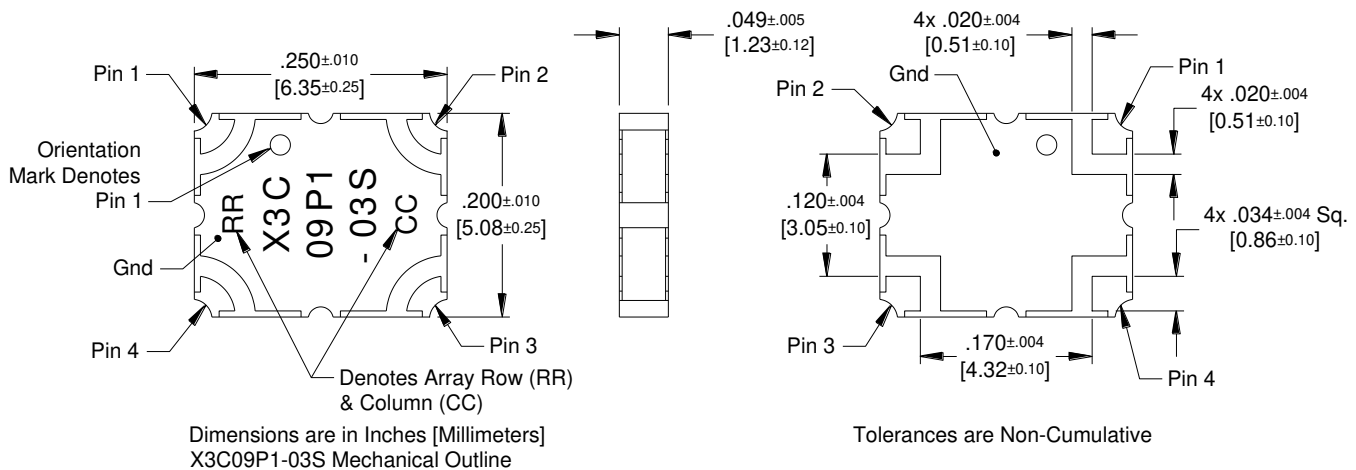 Pin 1
.250±.010
[6.35±0.25]
Pin 2
Orientation
Mark Denotes
Pin 1
RR
X3C
09P1
-03S
CC
.200±.010
[5.08±0.25]
Gnd
Pin 4
Pin 3
Denotes Array Row (RR)
& Column (CC)
Dimensions are in Inches [Millimeters]
X3C09P1-03S Mechanical Outline
.049±.005
[1.23±0.12]
4x .020±.004
[0.51±0.10]
Gnd
Pin 2
Pin 1
4x .020±.004
[0.51±0.10]
.120±.004
[3.05±0.10]
4x .034±.004 Sq.
[0.86±0.10]
Pin 3
.170±.004
[4.32±0.10]
Pin 4
Tolerances are Non-Cumulative